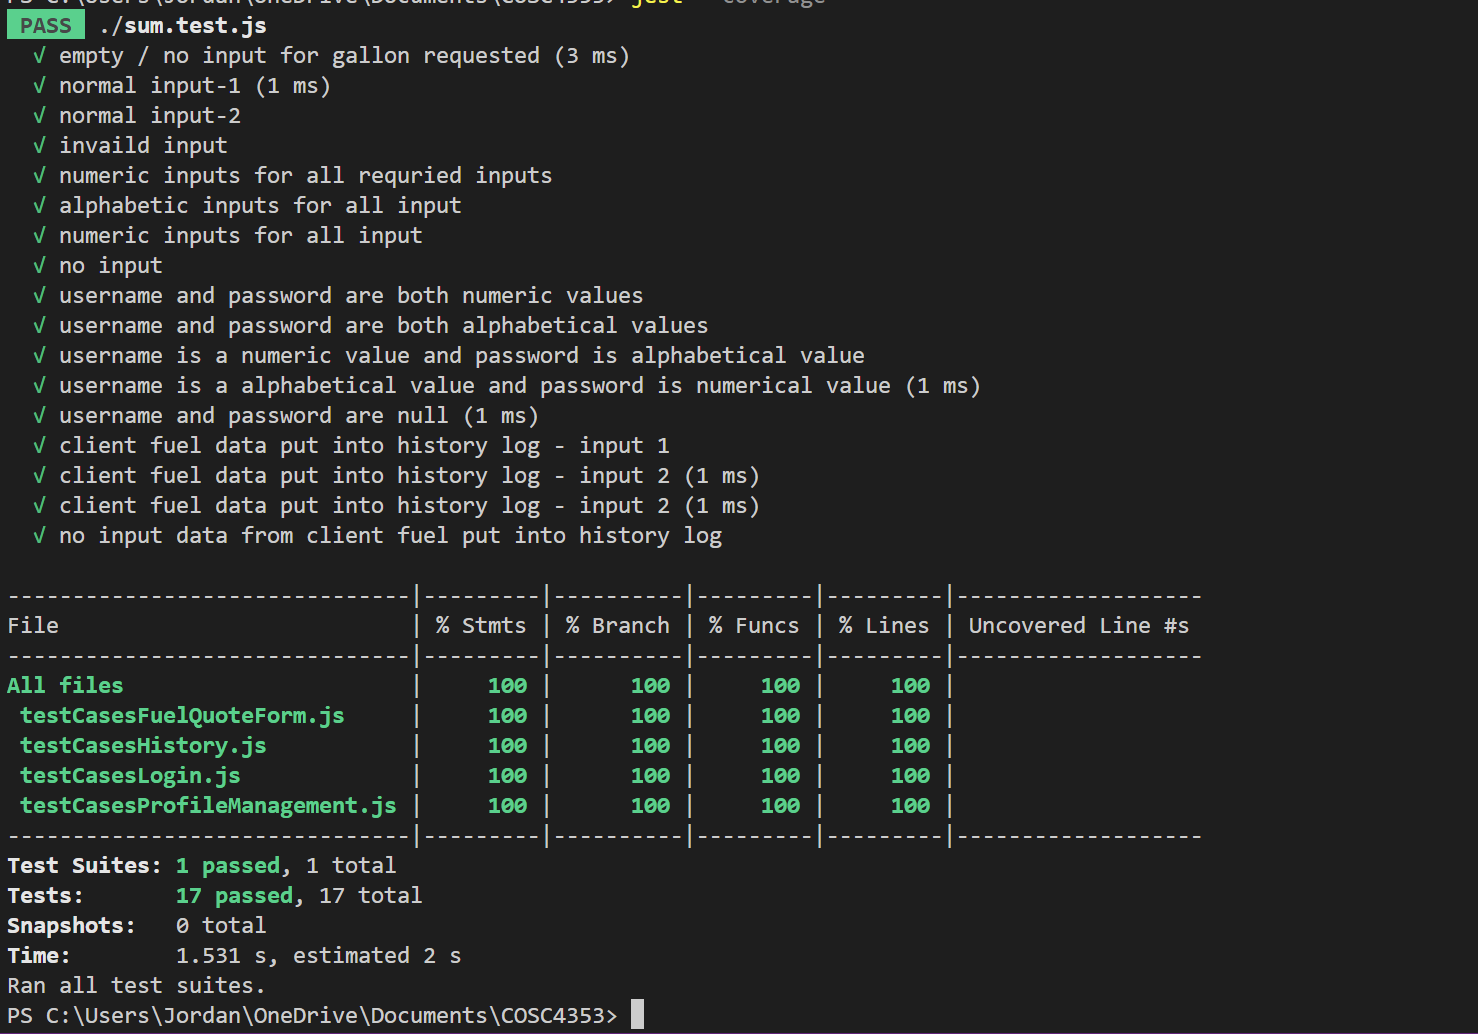 PS C:\Users\Jordan\OneDrive\Documents\COSC4353> jest --coverage
PASS ./sum.test.js
√ empty / no input for gallon requested (3 ms)
√ normal input-1 (1 ms)
√ normal input-2
√ invaild input
√ numeric inputs for all requried inputs
√ alphabetic inputs for all input
√ numeric inputs for all input
√ no input
√ username and password are both numeric values
√ username and password are both alphabetical values
√ username is a numeric value and password is alphabetical value
√ username is a alphabetical value and password is numerical value (1 ms)
√ username and password are null (1 ms)
√ client fuel data put into history log - input 1
√ client fuel data put into history log - input 2 (1 ms)
√ client fuel data put into history log - input 2 (1 ms)
√ no input data from client fuel put into history log
-------------------------------|---------|----------|---------|---------|-------------------
File | % Stmts | % Branch | % Funcs | % Lines | Uncovered Line #s
-------------------------------|---------|----------|---------|---------|-------------------
All files | 100 | 100 | 100 | 100 |
testCasesFuelQuoteForm.js | 100 | 100 | 100 | 100 |
testCasesHistory.js | 100 | 100 | 100 | 100 |
testCasesLogin.js | 100 | 100 | 100 | 100 |
testCasesProfileManagement.js | 100 | 100 | 100 | 100 |
-------------------------------|---------|----------|---------|---------|-------------------
Test Suites: 1 passed, 1 total
Tests: 17 passed, 17 total
Snapshots: 0 total
Time: 1.531 s, estimated 2 s
Ran all test suites.
PS C:\Users\Jordan\OneDrive\Documents\COSC4353>